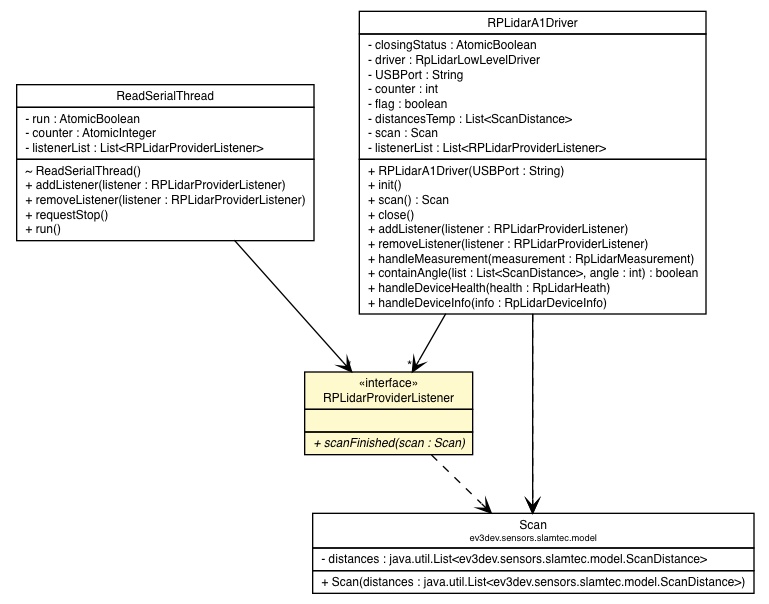 RPLidarA1Driver
- closingStatus : AtomicBoolean
- driver : RpLidarLowLevelDriver
- USBPort : String
- counter : int
- flag : boolean
- distancesTemp : List<ScanDistance>
- scan : Scan
- listenerList : List<RPLidarProviderListener>
+ RPLidarA1Driver(USBPort : String)
+ init()
+ scan() : Scan
+ close()
+ addListener(listener : RPLidarProviderListener)
+ removeListener(listener : RPLidarProviderListener)
+ handleMeasurement(measurement : RpLidarMeasurement)
+ containAngle(list : List<ScanDistance>, angle : int) : boolean
+ handleDeviceHealth(health : RpLidarHeath)
+ handleDeviceInfo(info : RpLidarDeviceInfo)
ReadSerialThread
- run : AtomicBoolean
- counter : AtomicInteger
- listenerList : List<RPLidarProviderListener>
~ ReadSerialThread()
+ addListener(listener : RPLidarProviderListener)
+ removeListener(listener : RPLidarProviderListener)
+ requestStop()
+ run()
*
*
«interface»
RPLidarProviderListener
+ scanFinished(scan : Scan)
Scan
ev3dev.sensors.slamtec.model
- distances : java.util.List<ev3dev.sensors.slamtec.model.ScanDistance>
+ Scan(distances : java.util.List<ev3dev.sensors.slamtec.model.ScanDistance>)